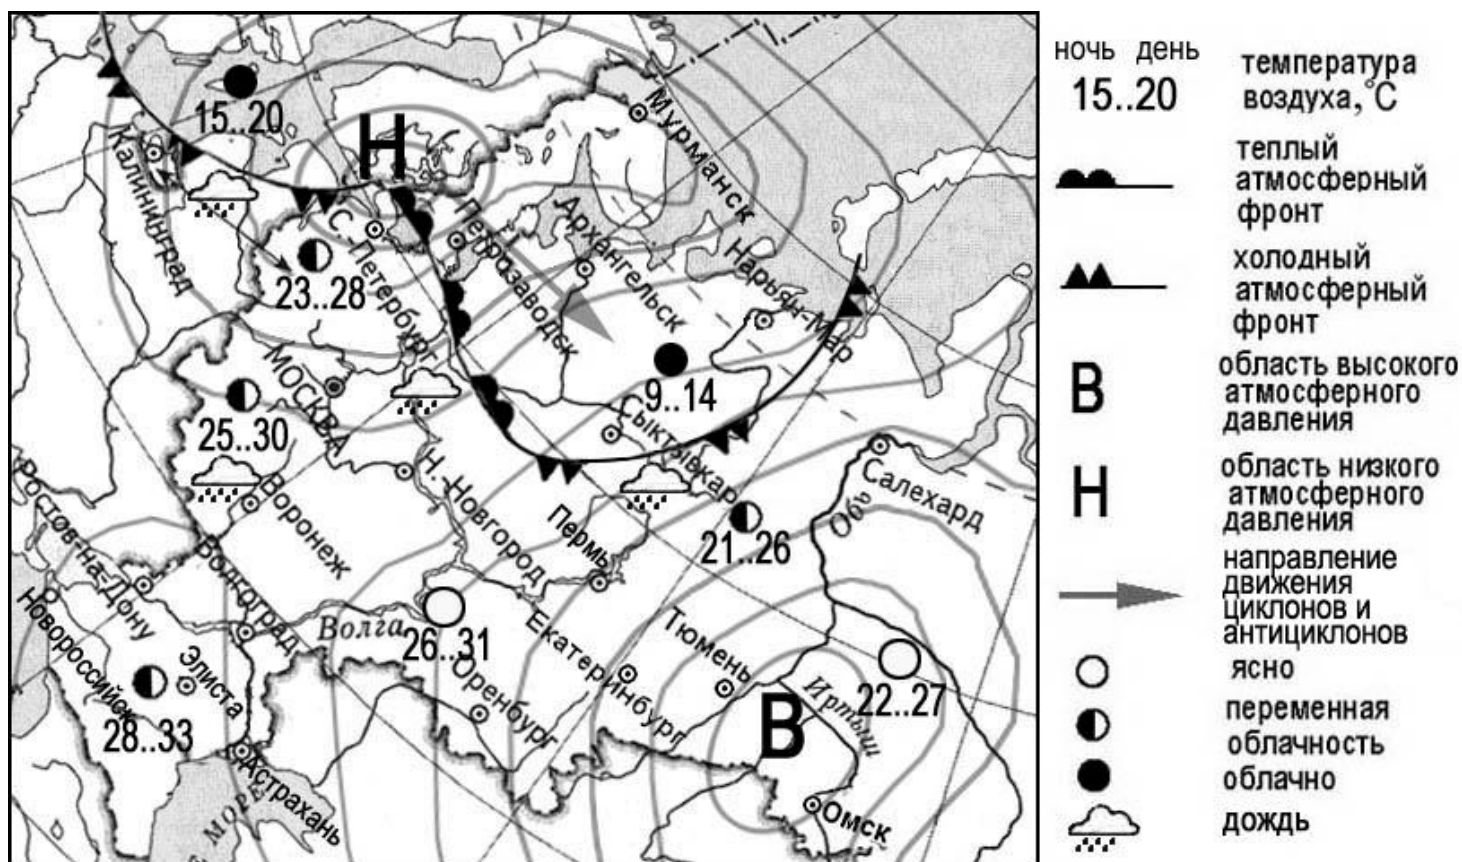 15..20
Н
Калининград
Мурманск
С.-Петербург
Петрозаводск
Архангельск
Нарьян-Мар
23..28
МОСКВА
9..14
Сыктывкар
25..30
Н.-Новгород
Салехард
Обь
Воронеж
Пермь
21..26
Ростов-на-Дону
Волгоград
Волга
26..31
Екатеринбург
Тюмень
Новороссийск
Элиста
Оренбург
В
Иртыш
22..27
28..33
Астрахань
МОРЕ
Омск
ночь день
15..20
температура
воздуха,°С
теплый
атмосферный
фронт
холодный
атмосферный
фронт
В
область высокого
атмосферного
давления
Н
область низкого
атмосферного
давления
направление
движения
циклонов и
антициклонов
ясно
переменная
облачность
облачно
дождь